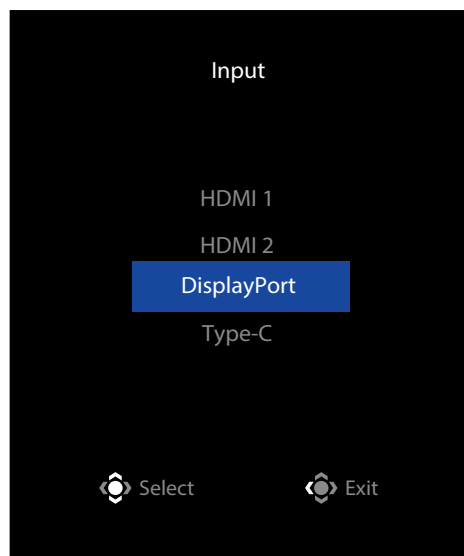 Input
HDMI 1
HDMI 2
DisplayPort
Type-C
Select Exit